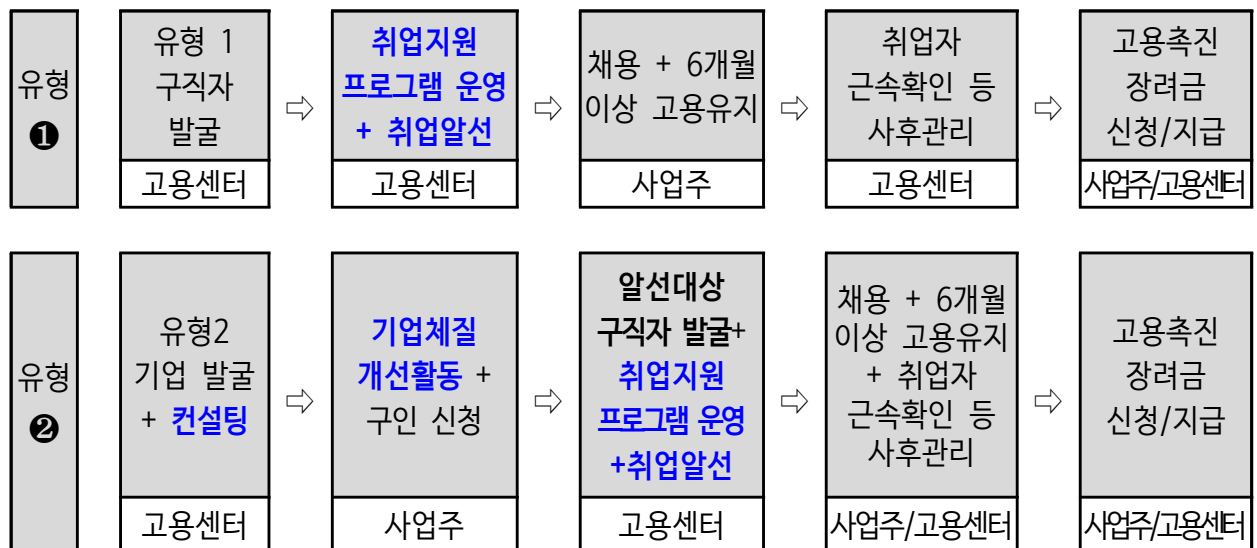 유형
❶
유형 1
구직자
발굴
고용센터
⇨
취업지원
프로그램 운영
+ 취업알선
고용센터
⇨
채용 + 6개월
이상 고용유지
사업주
⇨
취업자
근속확인 등
사후관리
고용센터
⇨
고용촉진
장려금
신청/지급
사업주/고용센터
유형
❷
유형2
기업 발굴
+ 컨설팅
고용센터
⇨
기업체질
개선활동 +
구인 신청
사업주
⇨
알선대상
구직자 발굴+
취업지원
프로그램 운영
+취업알선
고용센터
⇨
채용 + 6개월
이상 고용유지
+ 취업자
근속확인 등
사후관리
사업주/고용센터
⇨
고용촉진
장려금
신청/지급
사업주/고용센터